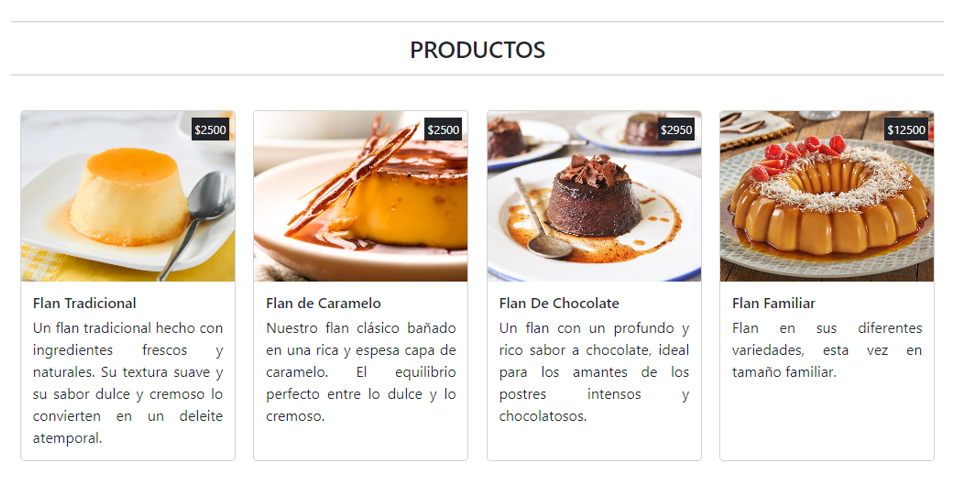 PRODUCTOS
$2500
Flan Tradicional
Un flan tradicional hecho con
ingredientes frescos y
naturales. Su textura suave y
su sabor dulce y cremoso lo
convierten en un deleite
atemporal.
$2500
Flan de Caramelo
Nuestro flan clásico bañado
en una rica y espesa capa de
caramelo. El equilibrio
perfecto entre lo dulce y lo
cremoso.
$2950
Flan De Chocolate
Un flan con un profundo y
rico sabor a chocolate, ideal
para los amantes de los
postres intensos y
chocolatosos.
$12500
Flan Familiar
Flan en sus diferentes
variedades, esta vez en
tamaño familiar.